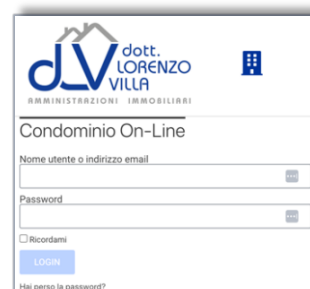 dV dott.
LORENZO
VILLA
AMMINISTRAZIONI IMMOBILIARI
Condominio On-Line
Nome utente o indirizzo email
Password
Ricordami
LOGIN
Hai perso la password?